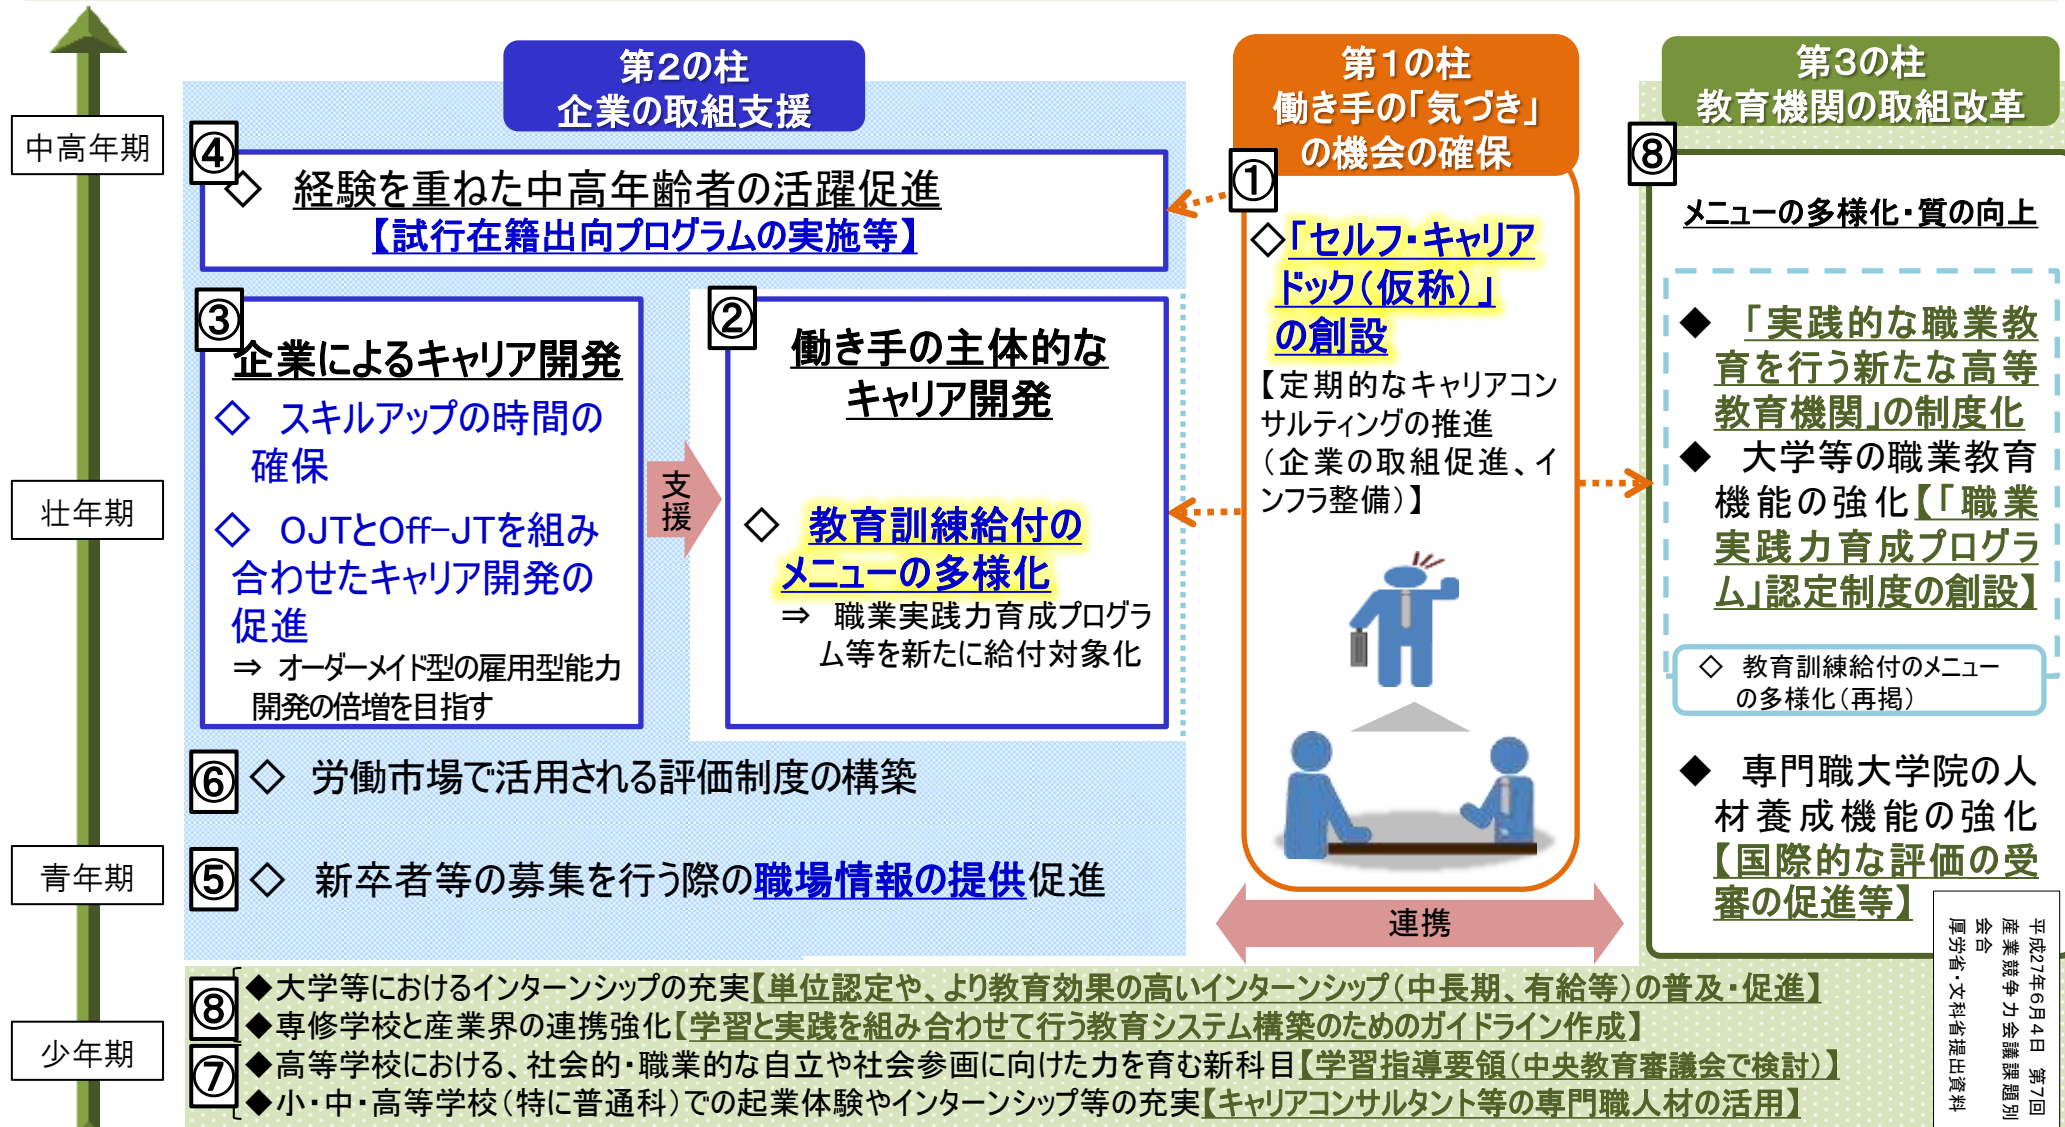 中高年期
壮年期
青年期
少年期
第2の柱
企業の取組支援
④
◇ 経験を重ねた中高年齢者の活躍促進
【試行在籍出向プログラムの実施等】
③
企業によるキャリア開発
◇ スキルアップの時間の
確保
◇ OJTとOff-JTを組み
合わせたキャリア開発の
促進
⇒ オーダーメイド型の雇用型能力
開発の倍増を目指す
支援
②
働き手の主体的な
キャリア開発
◇ 教育訓練給付の
メニューの多様化
⇒ 職業実践力育成プログラ
ム等を新たに給付対象化
⑥ ◇ 労働市場で活用される評価制度の構築
⑤ ◇ 新卒者等の募集を行う際の職場情報の提供促進
第1の柱
働き手の「気づき」
の機会の確保
①
◇「セルフ・キャリア
ドック（仮称）」
の創設
【定期的なキャリアコン
サルティングの推進
（企業の取組促進、イ
ンフラ整備）】
連携
第3の柱
教育機関の取組改革
⑧
メニューの多様化・質の向上
◆ 「実践的な職業教
育を行う新たな高等
教育機関」の制度化
◆ 大学等の職業教育
機能の強化【「職業
実践力育成プログラ
ム」認定制度の創設】
◇ 教育訓練給付のメニュー
の多様化（再掲）
◆ 専門職大学院の人
材養成機能の強化
【国際的な評価の受
審の促進等】
⑧
◆大学等におけるインターンシップの充実【単位認定や、より教育効果の高いインターンシップ（中長期、有給等）の普及・促進】
◆専修学校と産業界の連携強化【学習と実践を組み合わせて行う教育システム構築のためのガイドライン作成】
⑦
◆高等学校における、社会的・職業的な自立や社会参画に向けた力を育む新科目【学習指導要領（中央教育審議会で検討）】
◆小・中・高等学校（特に普通科）での起業体験やインターンシップ等の充実【キャリアコンサルタント等の専門職人材の活用】
平成27年6月4日 第7回
産業競争力会議課題別
会合
厚労省・文科省提出資料